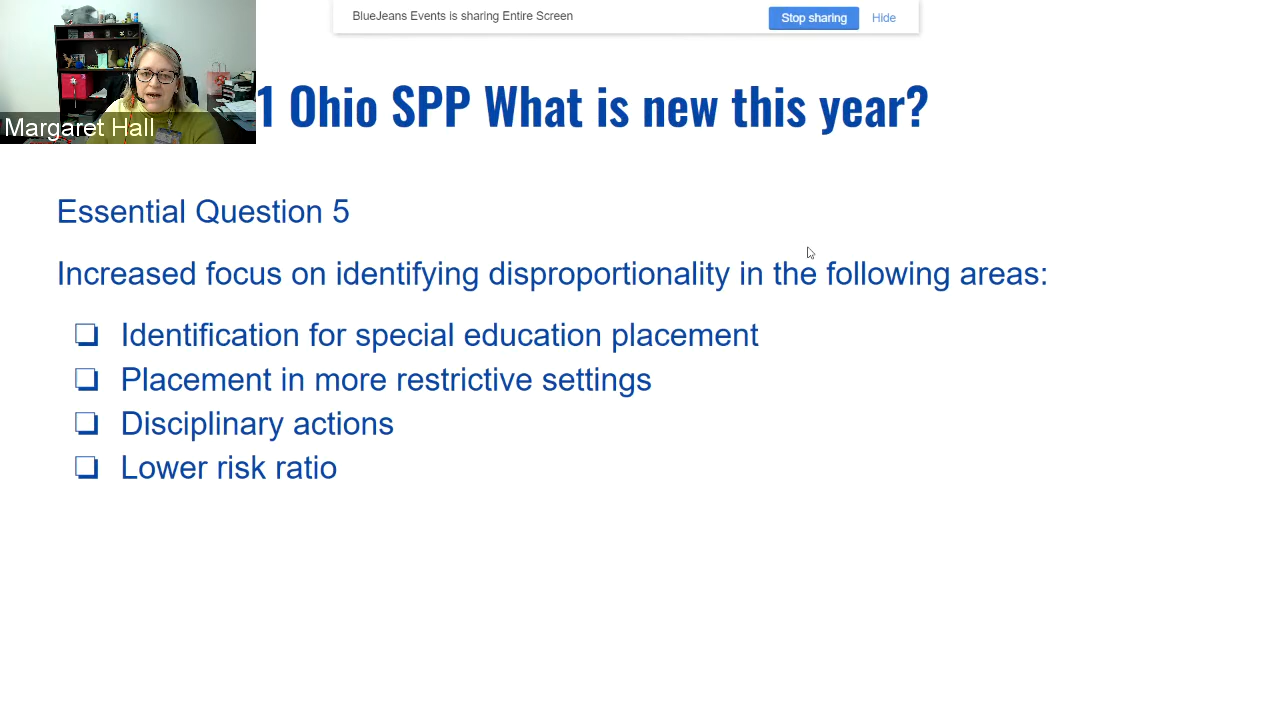 BlueJeans Events is sharing Entire Screen
Stop sharing
Hide
Margaret Hall
1 Ohio SPP What is new this year?
Essential Question 5
Increased focus on identifying disproportionality in the following areas:
❏ Identification for special education placement
❏ Placement in more restrictive settings
❏ Disciplinary actions
❏ Lower risk ratio